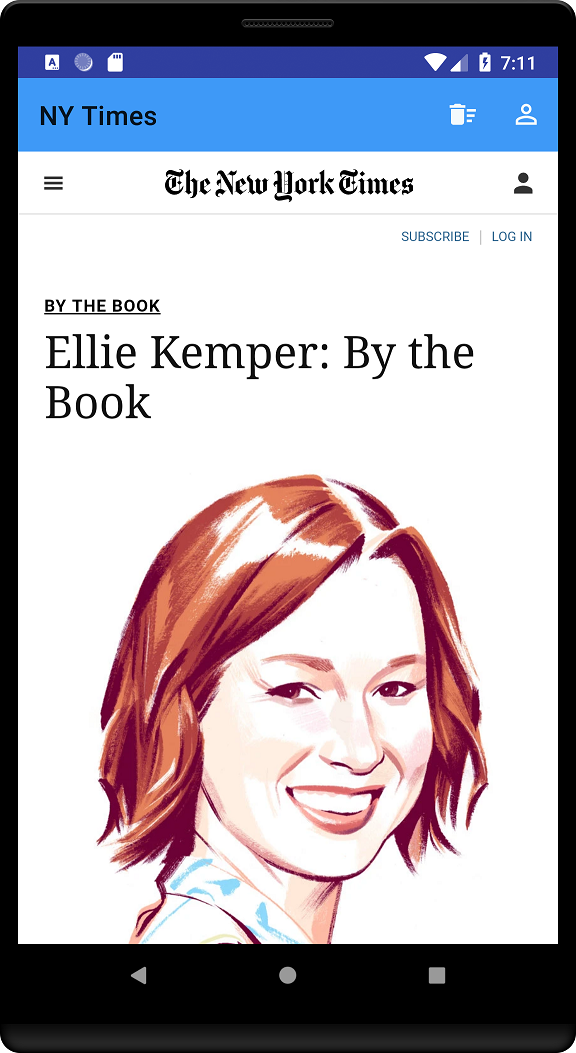 7:11
NY Times
The New York Times
SUBSCRIBE | LOG IN
BY THE BOOK
Ellie Kemper: By the
Book